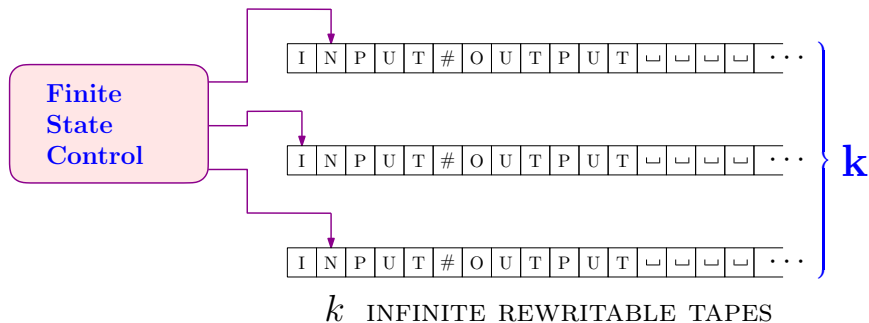 I N P U T # O U T P U T ␣ ␣ ␣ ␣ ···
Finite
State
Control
I N P U T # O U T P U T ␣ ␣ ␣ ␣ ···
k
I N P U T # O U T P U T ␣ ␣ ␣ ␣ ···
k INFINITE REWRITABLE TAPES